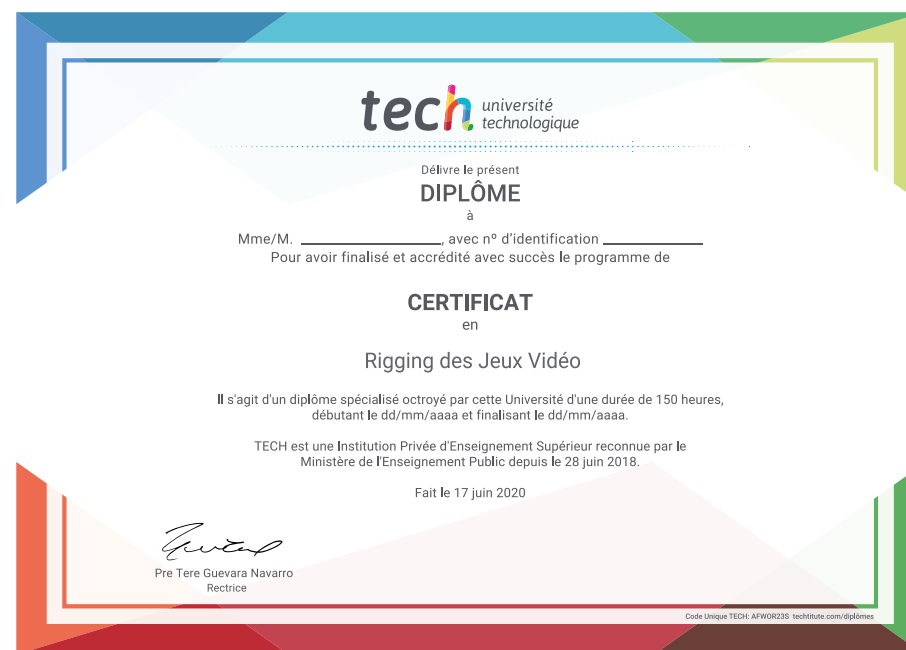 tech université
technologique
Délivre le présent
DIPLÔME
à
Mme/M. ____________________, avec nº d'identification ______________
Pour avoir finalisé et accrédité avec succès le programme de
CERTIFICAT
en
Rigging des Jeux Vidéo
Il s'agit d'un diplôme spécialisé octroyé par cette Université d'une durée de 150 heures,
débutant le dd/mm/aaaa et finalisant le dd/mm/aaaa.
TECH est une Institution Privée d'Enseignement Supérieur reconnue par le
Ministère de l'Enseignement Public depuis le 28 juin 2018.
Fait le 17 juin 2020
Pre Tere Guevara Navarro
Rectrice
Code Unique TECH: AFWOR23S techtitute.com/diplômes